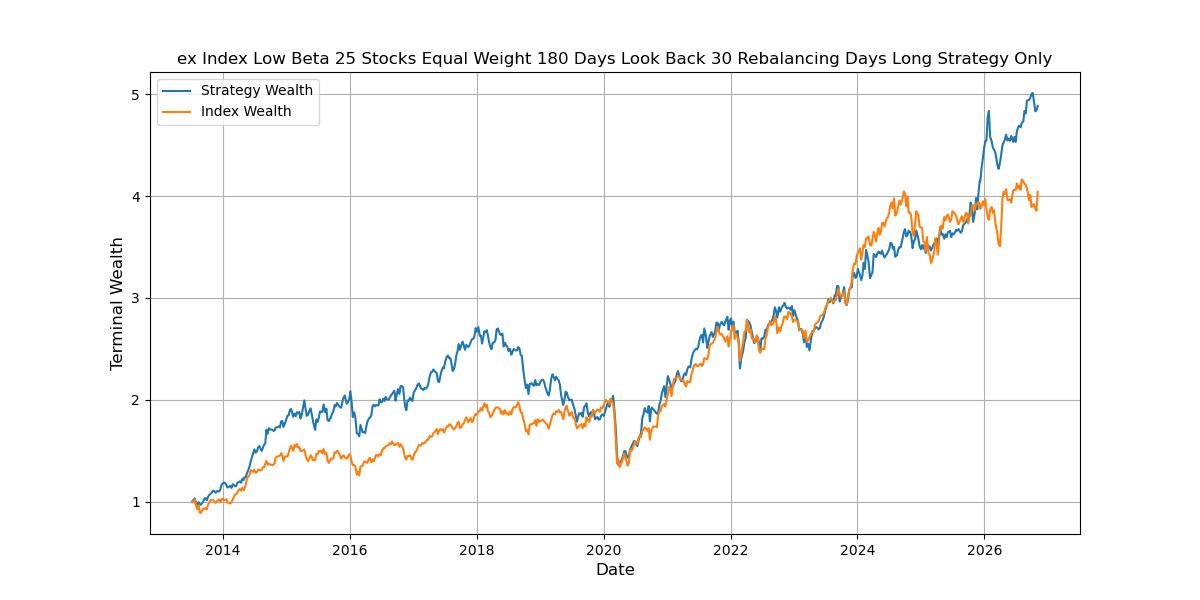 ex Index Low Beta 25 Stocks Equal Weight 180 Days Look Back 30 Rebalancing Days Long Strategy Only
Strategy Wealth
Index Wealth
Terminal Wealth
5
4
3
2
1
2014 2016 2018 2020 2022 2024 2026
Date